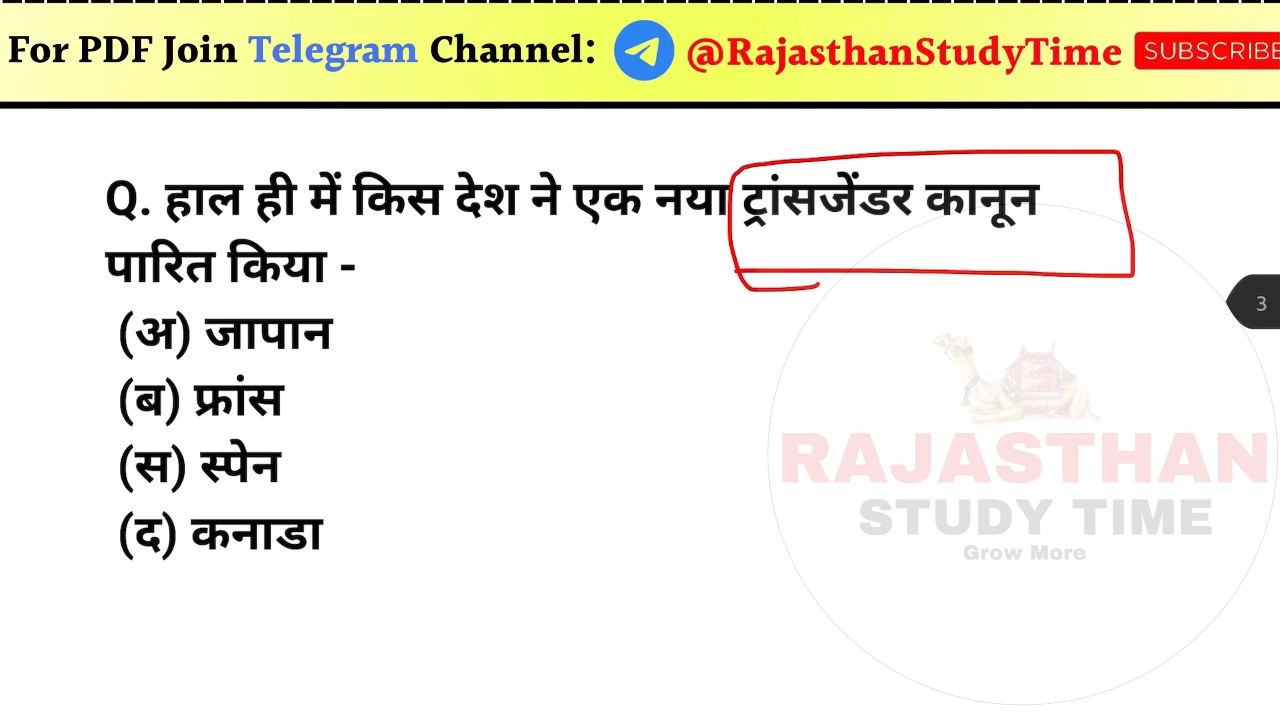 For PDF Join Telegram Channel: @RajasthanStudyTime SUBSCRIBE
Q. हाल ही में किस देश ने एक नया ट्रांसजेंडर कानून
पारित किया -
(अ) जापान
(ब) फ्रांस
(स) स्पेन
(द) कनाडा
3
RAJASTHAN
STUDY TIME
Grow More